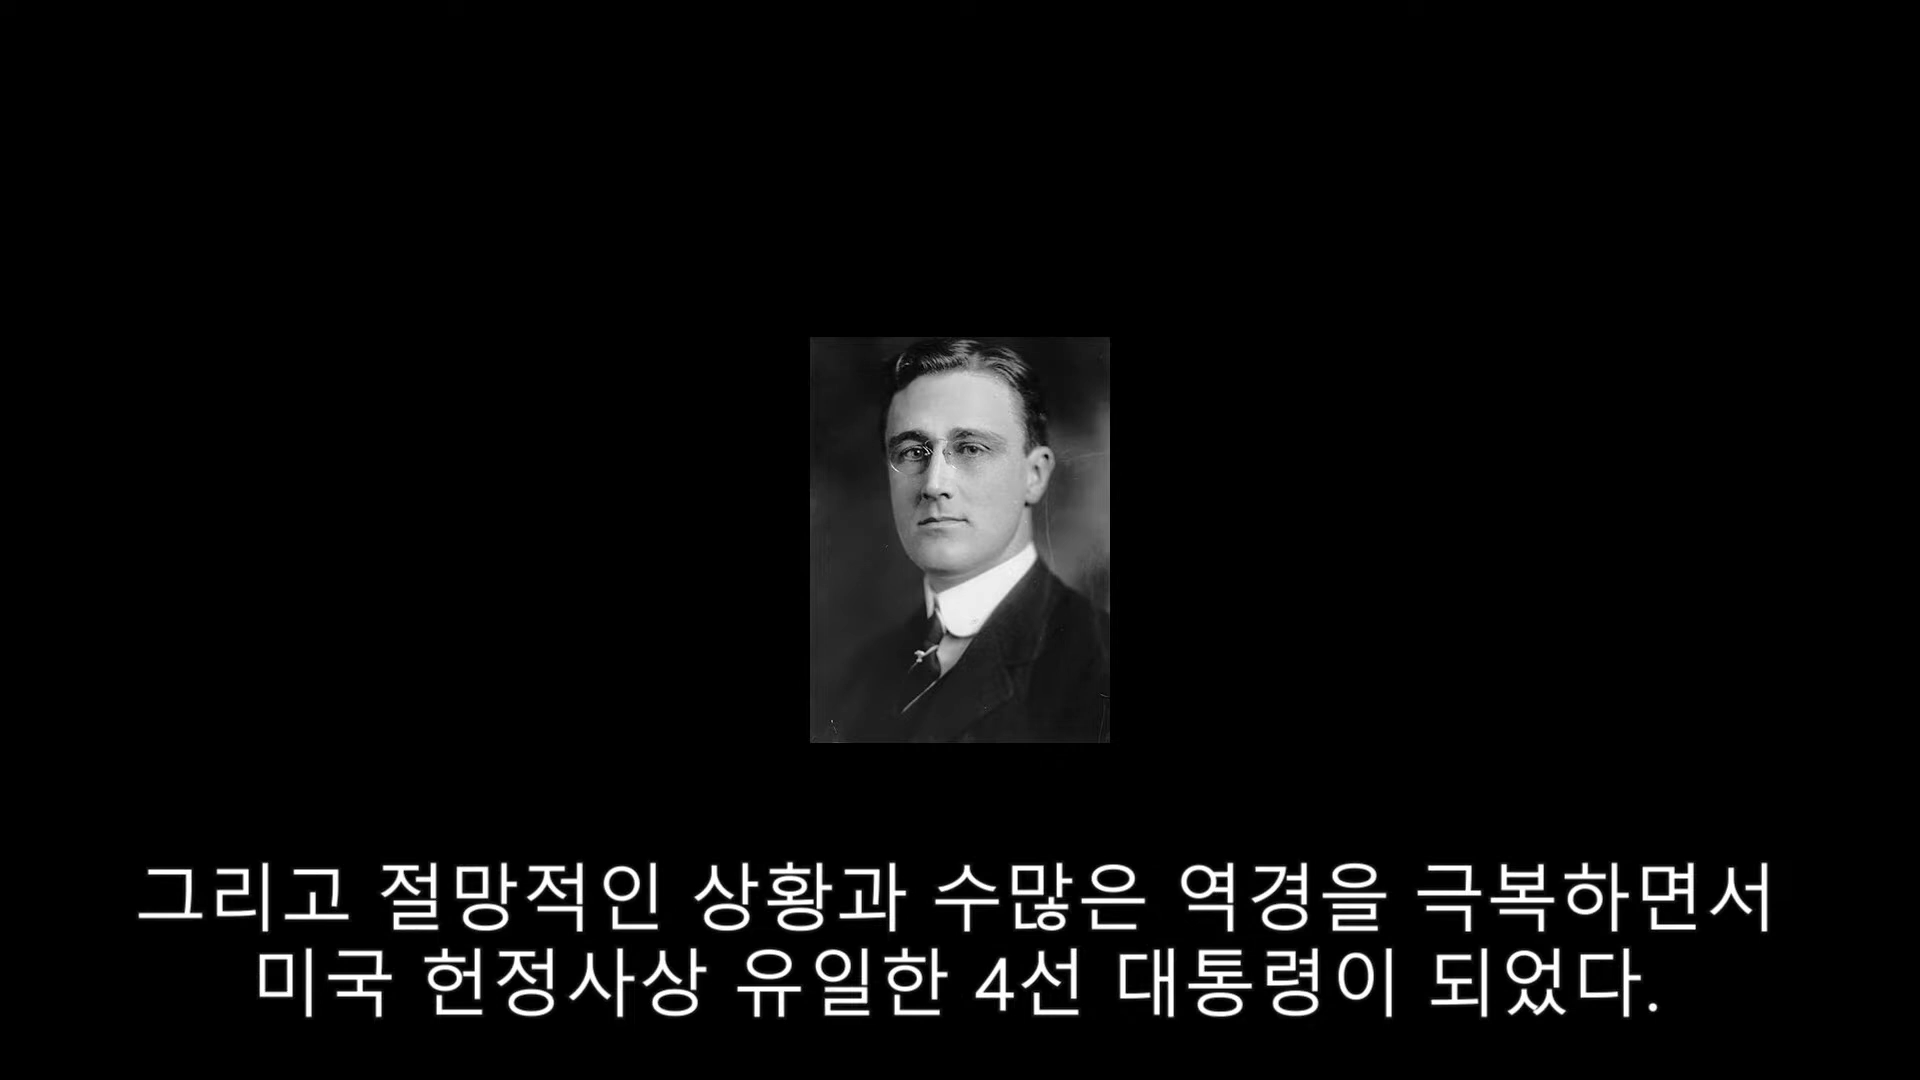 그리고 절망적인 상황과 수많은 역경을 극복하면서
미국 헌정사상 유일한 4선 대통령이 되었다.